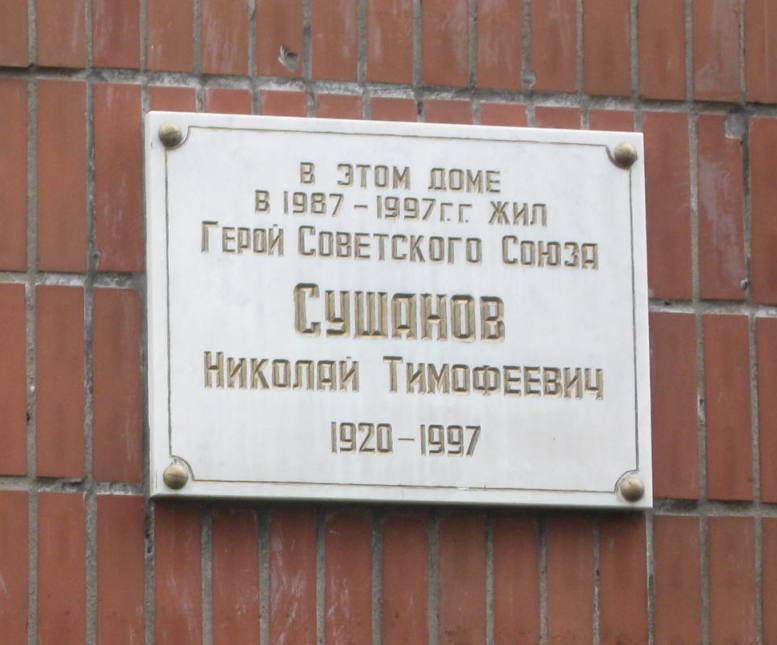 В ЭТОМ ДОМЕ
В 1987–1997 Г.Г. ЖИЛ
ГЕРОЙ СОВЕТСКОГО СОЮЗА
СУШАНОВ
НИКОЛАЙ ТИМОФЕЕВИЧ
1920–1997